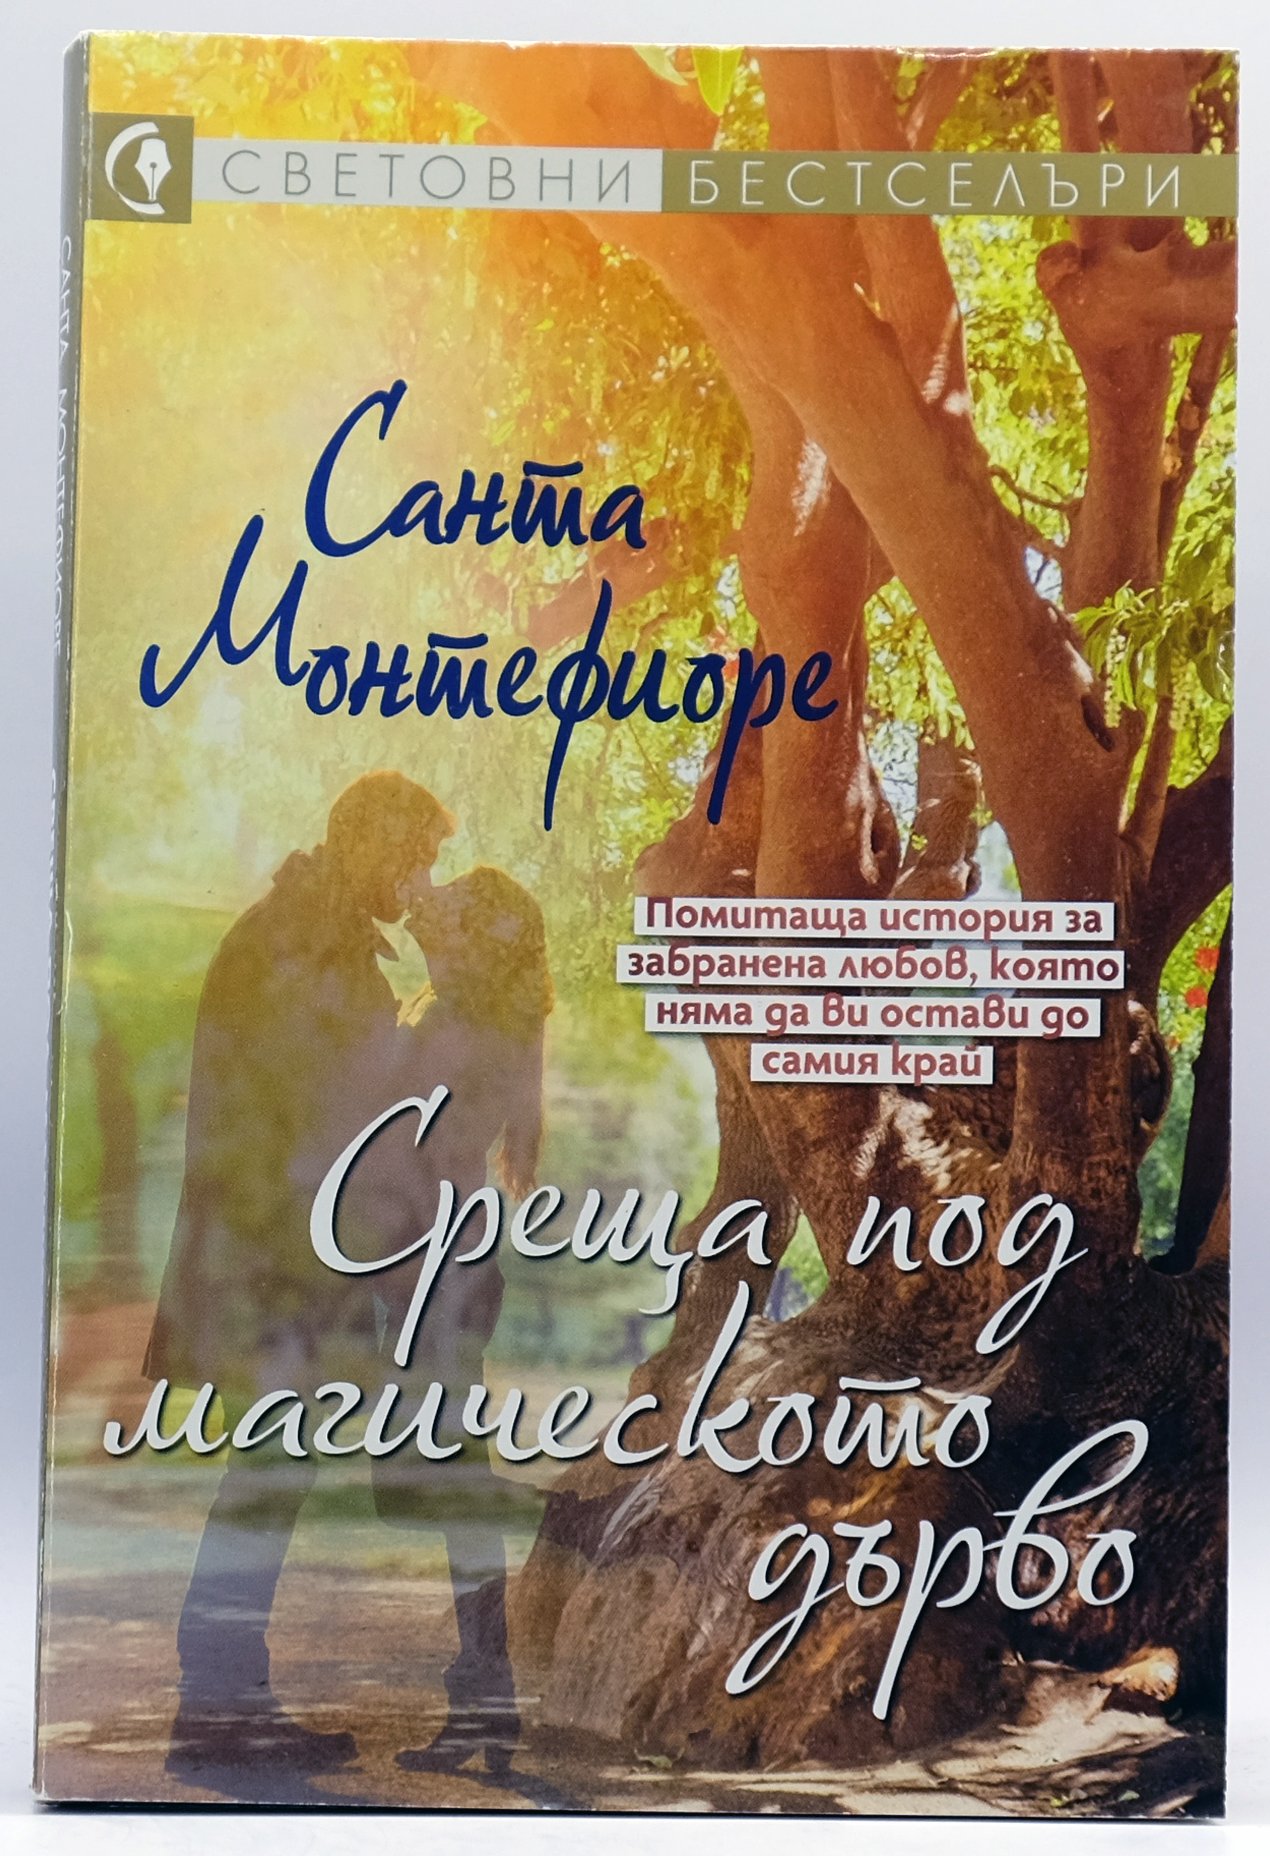 СВЕТОВНИ БЕСТСЕЛЪРИ
Санта
Монтефиоре
Помитаща история за
забранена любов, която
няма да ви остави до
самия край
Среща под
магическото
дърво
САНТА МОНТЕФИОРЕ